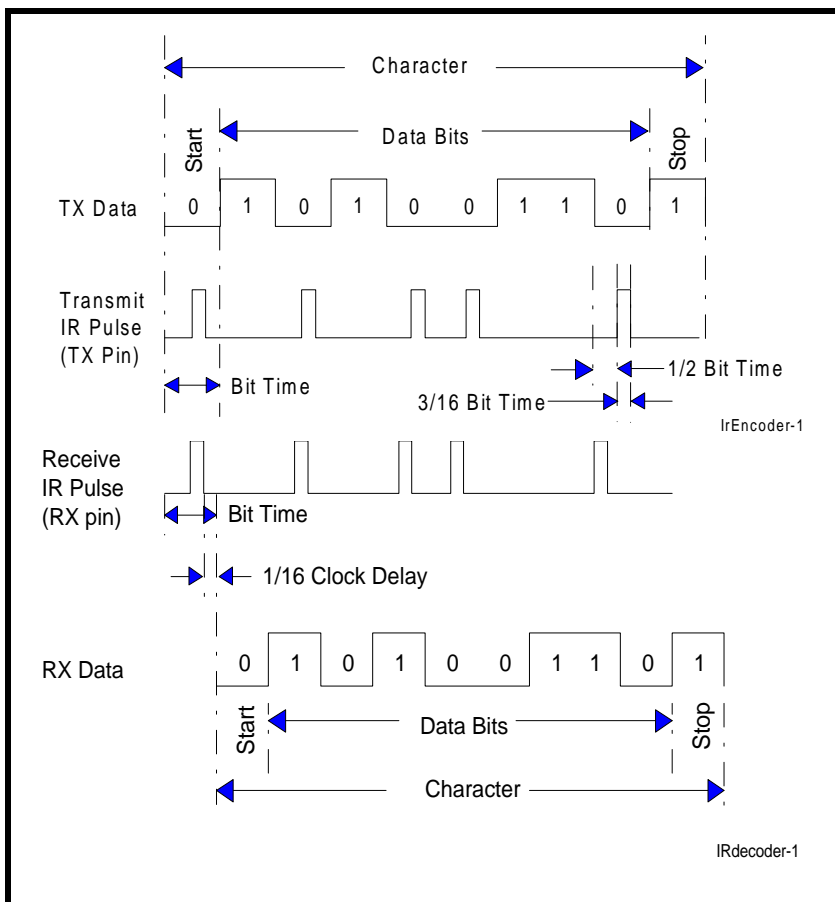 Character
Start
Data Bits
Stop
TX Data
0 1 0 1 0 0 1 1 0 1
Transmit
IR Pulse
(TX Pin)
Bit Time
1/2 Bit Time
3/16 Bit Time
IrEncoder-1
Receive
IR Pulse
(RX pin)
Bit Time
1/16 Clock Delay
RX Data
0 1 0 1 0 0 1 1 0 1
Start
Data Bits
Stop
Character
IRdecoder-1